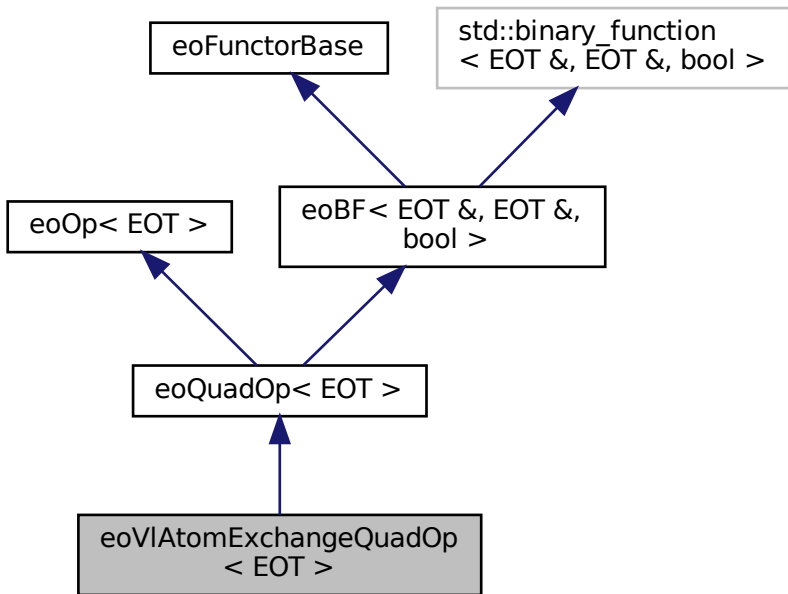 eoFunctorBase
std::binary_function
< EOT &, EOT &, bool >
eoOp< EOT >
eoBF< EOT &, EOT &,
bool >
eoQuadOp< EOT >
eoVlAtomExchangeQuadOp
< EOT >